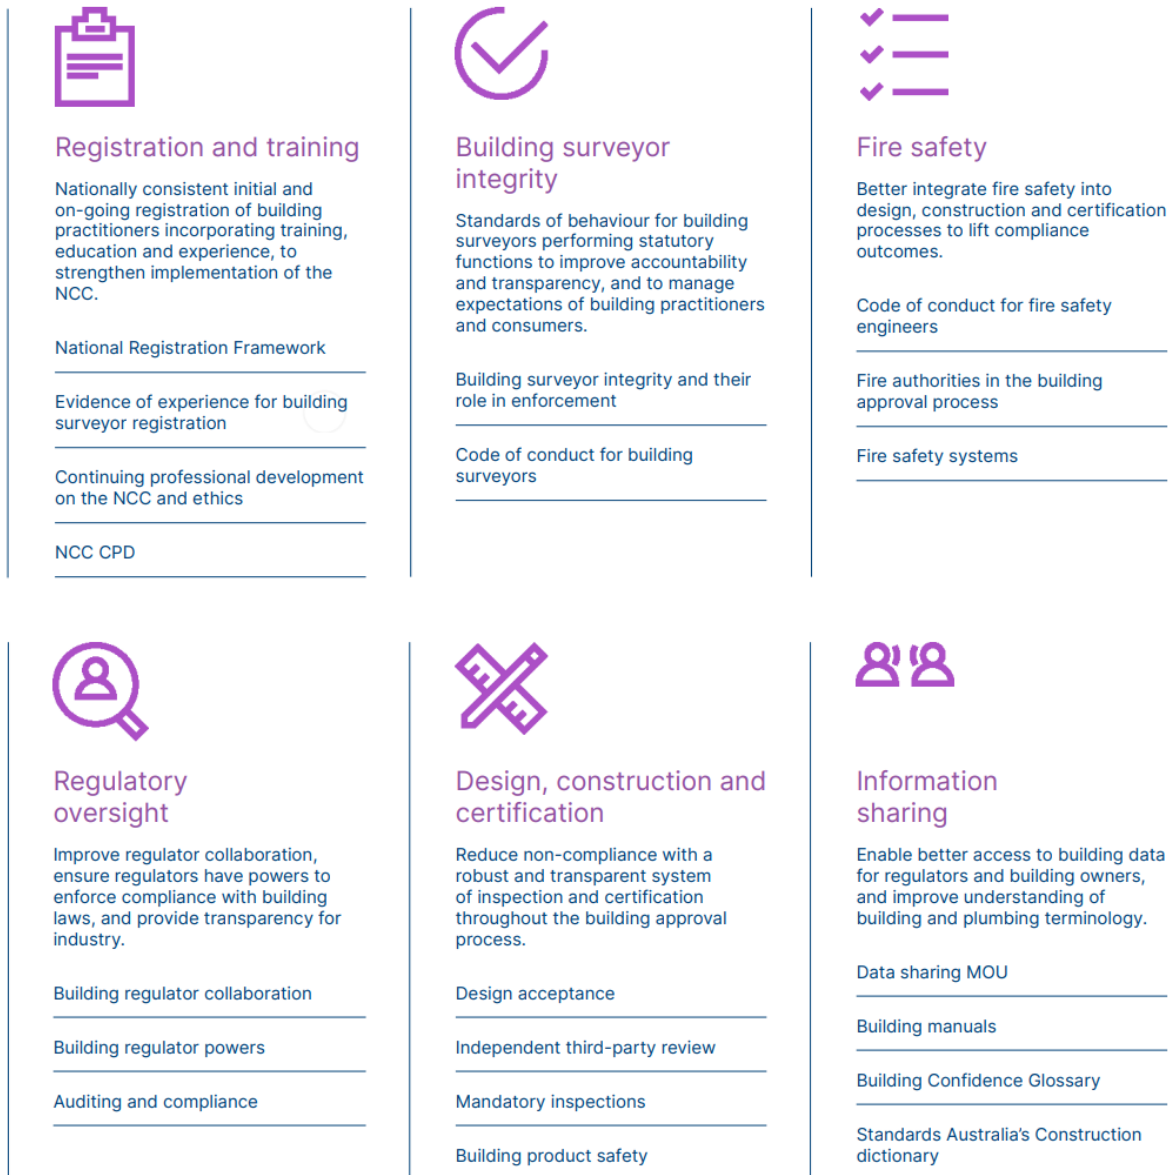 Registration and training
Nationally consistent initial and
on-going registration of building
practitioners incorporating training,
education and experience, to
strengthen implementation of the
NCC.
National Registration Framework
Evidence of experience for building
surveyor registration
Continuing professional development
on the NCC and ethics
NCC CPD
Building surveyor
integrity
Standards of behaviour for building
surveyors performing statutory
functions to improve accountability
and transparency, and to manage
expectations of building practitioners
and consumers.
Building surveyor integrity and their
role in enforcement
Code of conduct for building
surveyors
Fire safety
Better integrate fire safety into
design, construction and certification
processes to lift compliance
outcomes.
Code of conduct for fire safety
engineers
Fire authorities in the building
approval process
Fire safety systems
Regulatory
oversight
Improve regulator collaboration,
ensure regulators have powers to
enforce compliance with building
laws, and provide transparency for
industry.
Building regulator collaboration
Building regulator powers
Auditing and compliance
Design, construction and
certification
Reduce non-compliance with a
robust and transparent system
of inspection and certification
throughout the building approval
process.
Design acceptance
Independent third-party review
Mandatory inspections
Building product safety
Information
sharing
Enable better access to building data
for regulators and building owners,
and improve understanding of
building and plumbing terminology.
Data sharing MOU
Building manuals
Building Confidence Glossary
Standards Australia's Construction
dictionary